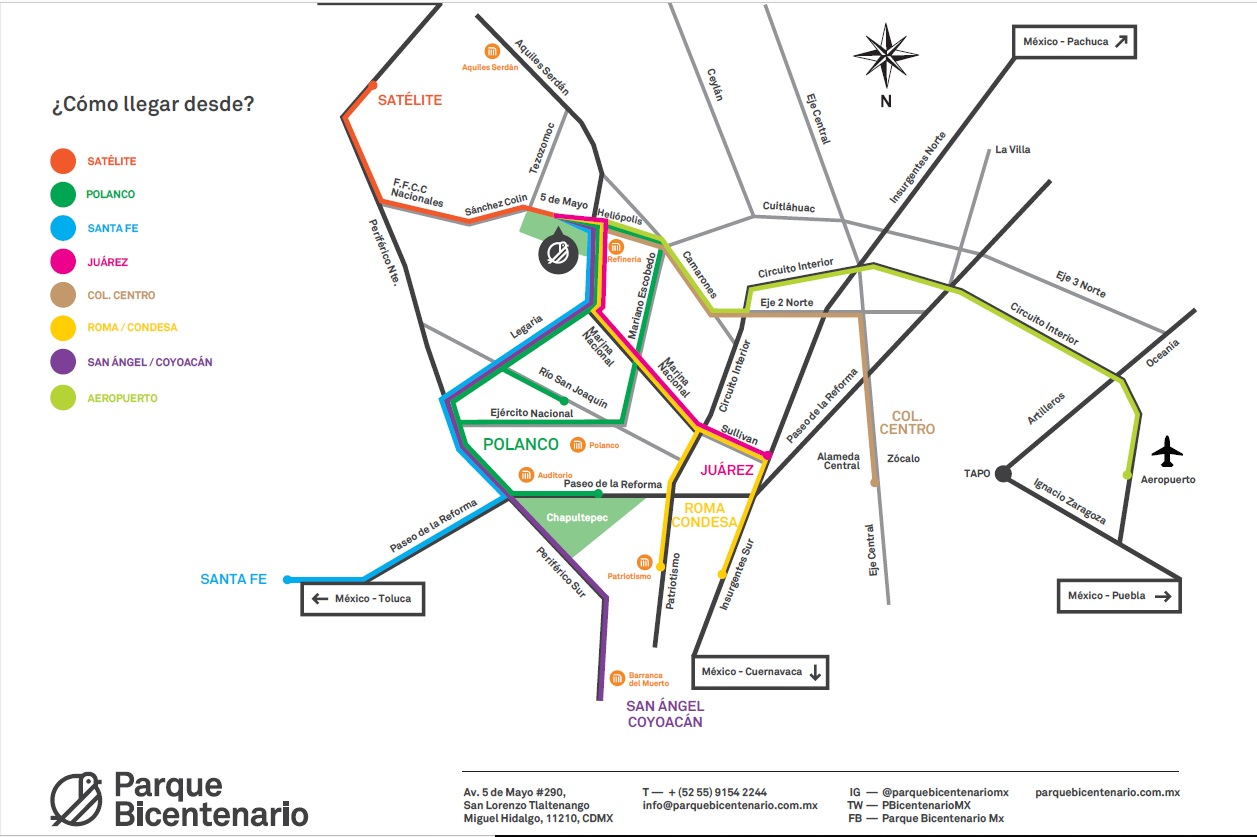 ¿Cómo llegar desde?
SATÉLITE
POLANCO
SANTA FE
JUÁREZ
COL. CENTRO
ROMA / CONDESA
SAN ÁNGEL / COYOACÁN
AEROPUERTO
Aquiles Serdán
Aquiles Serdán
SATÉLITE
Tezozomoc
Ceylán
Eje Central
N
México - Pachuca
Insurgentes Norte
La Villa
F.F.C.C
Nacionales
Sánchez Colin
5 de Mayo
Heliópolis
Cuitláhuac
Periférico Nte.
Refinería
Camarones
Mariano Escobedo
Circuito Interior
Eje 2 Norte
Eje 3 Norte
Circuito Interior
Oceanía
Legaria
Marina
Nacional
Marina
Nacional
Circuito Interior
Río San Joaquín
Ejército Nacional
Paseo de la Reforma
Artilleros
Sullivan
COL.
CENTRO
POLANCO
Polanco
JUÁREZ
Alameda
Central
Zócalo
TAPO
Aeropuerto
Auditorio
Paseo de la Reforma
Ignacio Zaragoza
Chapultepec
ROMA
CONDESA
Paseo de la Reforma
Periférico Sur
Patriotismo
Patriotismo
Insurgentes Sur
Eje Central
SANTA FE
México - Toluca
México - Puebla
México - Cuernavaca
Barranca
del Muerto
SAN ÁNGEL
COYOACÁN
Parque
Bicentenario
Av. 5 de Mayo #290,
San Lorenzo Tlaltenango
Miguel Hidalgo, 11210, CDMX
T — + (52 55) 9154 2244
info@parquebicentenario.com.mx
IG — @parquebicentenariomx
TW — PBicentenarioMX
FB — Parque Bicentenario Mx
parquebicentenario.com.mx